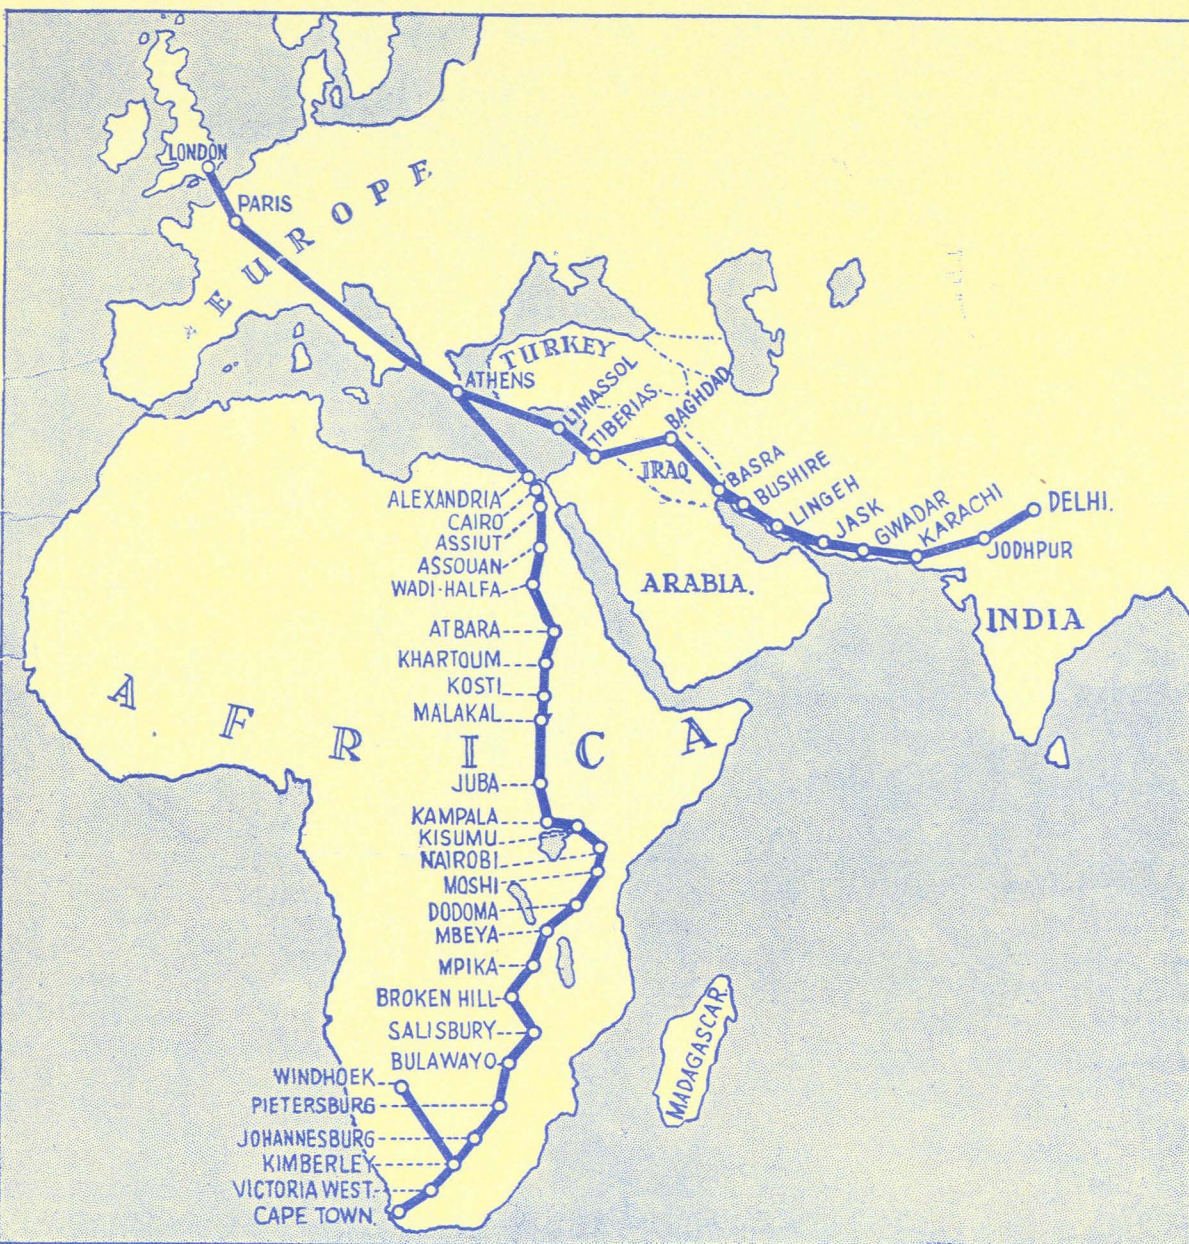 LONDON
PARIS
EUROPE
TURKEY
ATHENS
LIMASSOL
TIBERIAS.
BAGHDAD
IRAQ
BASRA
BUSHIRE
LINGEH
JASK
GWADAR
KARACHI
JODHPUR
DELHI.
ARABIA.
INDIA
ALEXANDRIA
CAIRO
ASSIUT
ASSOUAN
WADI-HALFA
ATBARA
KHARTOUM
KOSTI
MALAKAL
AFRICA
JUBA
KAMPALA
KISUMU
NAIROBI
MOSHI
DODOMA
MBEYA
MPIKA
BROKEN HILL
SALISBURY
BULAWAYO
WINDHOEK
PIETERSBURG
JOHANNESBURG
KIMBERLEY
VICTORIA WEST
CAPE TOWN.
MADAGASCAR.